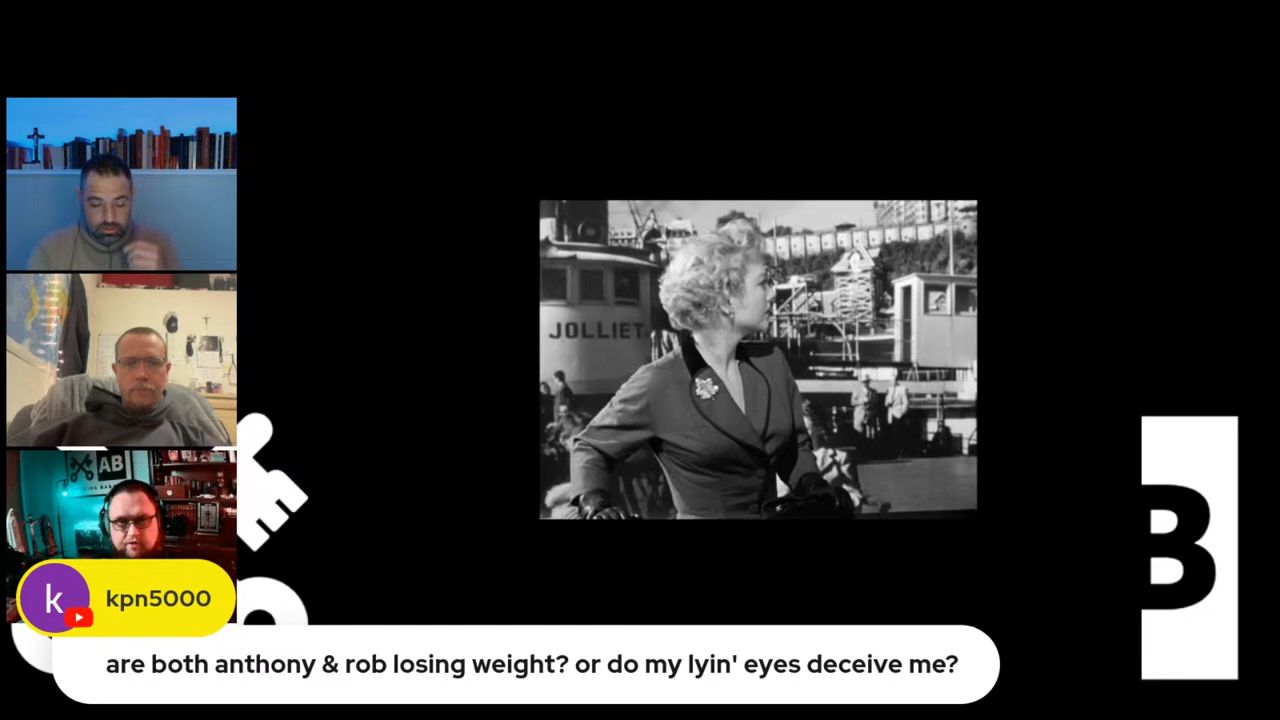 JOLLIET
AB
B
k
kpn5000
are both anthony & rob losing weight? or do my lyin' eyes deceive me?